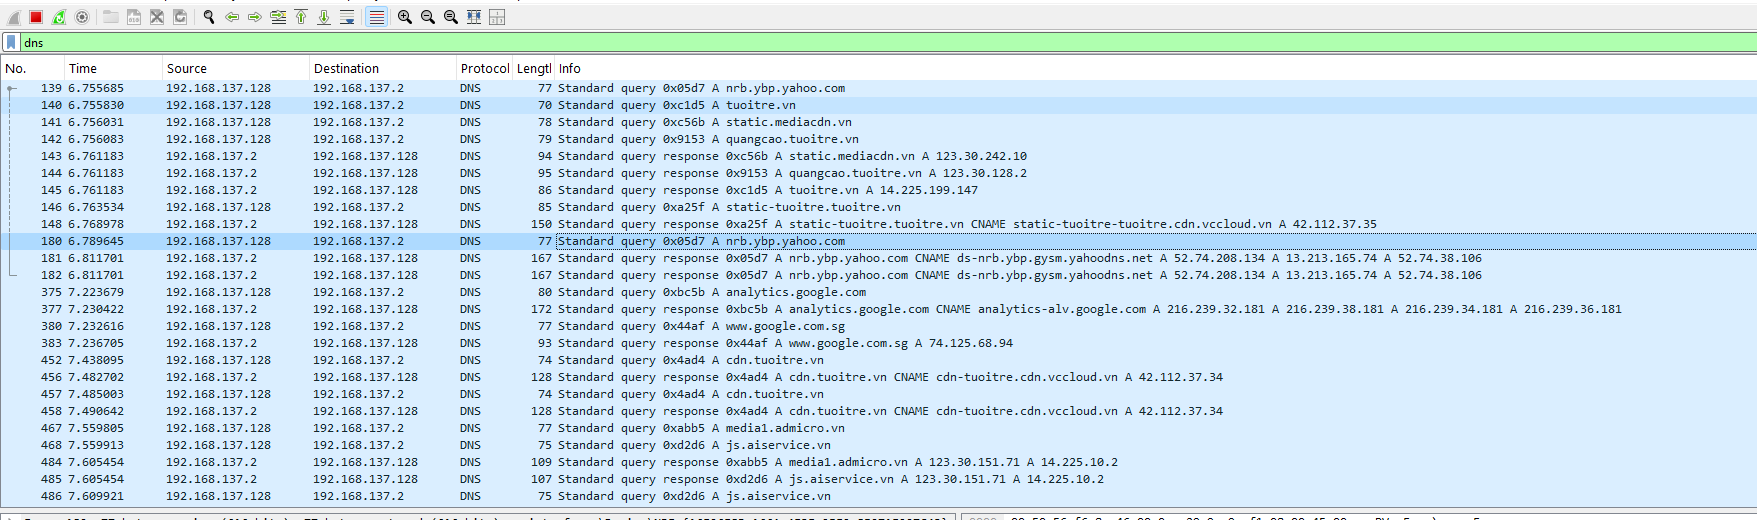 dns
No. Time Source Destination Protocol Lengtl Info
139 6.755685 192.168.137.128 192.168.137.2 DNS 77 Standard query 0x05d7 A nrb.ybp.yahoo.com
140 6.755830 192.168.137.128 192.168.137.2 DNS 70 Standard query 0xc1d5 A tuoitre.vn
141 6.756031 192.168.137.128 192.168.137.2 DNS 78 Standard query 0xc56b A static.mediacdn.vn
142 6.756083 192.168.137.128 192.168.137.2 DNS 79 Standard query 0x9153 A quangcao.tuoitre.vn
143 6.761183 192.168.137.2 192.168.137.128 DNS 94 Standard query response 0xc56b A static.mediacdn.vn A 123.30.242.10
144 6.761183 192.168.137.2 192.168.137.128 DNS 95 Standard query response 0x9153 A quangcao.tuoitre.vn A 123.30.128.2
145 6.761183 192.168.137.2 192.168.137.128 DNS 86 Standard query response 0xc1d5 A tuoitre.vn A 14.225.199.147
146 6.763534 192.168.137.128 192.168.137.2 DNS 85 Standard query 0xa25f A static-tuoitre.tuoitre.vn
148 6.768978 192.168.137.2 192.168.137.128 DNS 150 Standard query response 0xa25f A static-tuoitre.tuoitre.vn CNAME static-tuoitre-tuoitre.cdn.vccloud.vn A 42.112.37.35
180 6.789645 192.168.137.128 192.168.137.2 DNS 77 Standard query 0x05d7 A nrb.ybp.yahoo.com
181 6.811701 192.168.137.2 192.168.137.128 DNS 167 Standard query response 0x05d7 A nrb.ybp.yahoo.com CNAME ds-nrb.ybp.gysm.yahoodns.net A 52.74.208.134 A 13.213.165.74 A 52.74.38.106
182 6.811701 192.168.137.2 192.168.137.128 DNS 167 Standard query response 0x05d7 A nrb.ybp.yahoo.com CNAME ds-nrb.ybp.gysm.yahoodns.net A 52.74.208.134 A 13.213.165.74 A 52.74.38.106
375 7.223679 192.168.137.128 192.168.137.2 DNS 80 Standard query 0xbc5b A analytics.google.com
377 7.230422 192.168.137.2 192.168.137.128 DNS 172 Standard query response 0xbc5b A analytics.google.com CNAME analytics-alv.google.com A 216.239.32.181 A 216.239.38.181 A 216.239.34.181 A 216.239.36.181
380 7.232616 192.168.137.128 192.168.137.2 DNS 77 Standard query 0x44af A www.google.com.sg
383 7.236705 192.168.137.2 192.168.137.128 DNS 93 Standard query response 0x44af A www.google.com.sg A 74.125.68.94
452 7.438095 192.168.137.128 192.168.137.2 DNS 74 Standard query 0x4ad4 A cdn.tuoitre.vn
456 7.482702 192.168.137.2 192.168.137.128 DNS 128 Standard query response 0x4ad4 A cdn.tuoitre.vn CNAME cdn-tuoitre.cdn.vccloud.vn A 42.112.37.34
457 7.485003 192.168.137.128 192.168.137.2 DNS 74 Standard query 0x4ad4 A cdn.tuoitre.vn
458 7.490642 192.168.137.2 192.168.137.128 DNS 128 Standard query response 0x4ad4 A cdn.tuoitre.vn CNAME cdn-tuoitre.cdn.vccloud.vn A 42.112.37.34
467 7.559805 192.168.137.128 192.168.137.2 DNS 77 Standard query 0xabb5 A media1.admicro.vn
468 7.559913 192.168.137.128 192.168.137.2 DNS 75 Standard query 0xd2d6 A js.aiservice.vn
484 7.605454 192.168.137.2 192.168.137.128 DNS 109 Standard query response 0xabb5 A media1.admicro.vn A 123.30.151.71 A 14.225.10.2
485 7.605454 192.168.137.2 192.168.137.128 DNS 107 Standard query response 0xd2d6 A js.aiservice.vn A 123.30.151.71 A 14.225.10.2
486 7.609921 192.168.137.128 192.168.137.2 DNS 75 Standard query 0xd2d6 A js.aiservice.vn